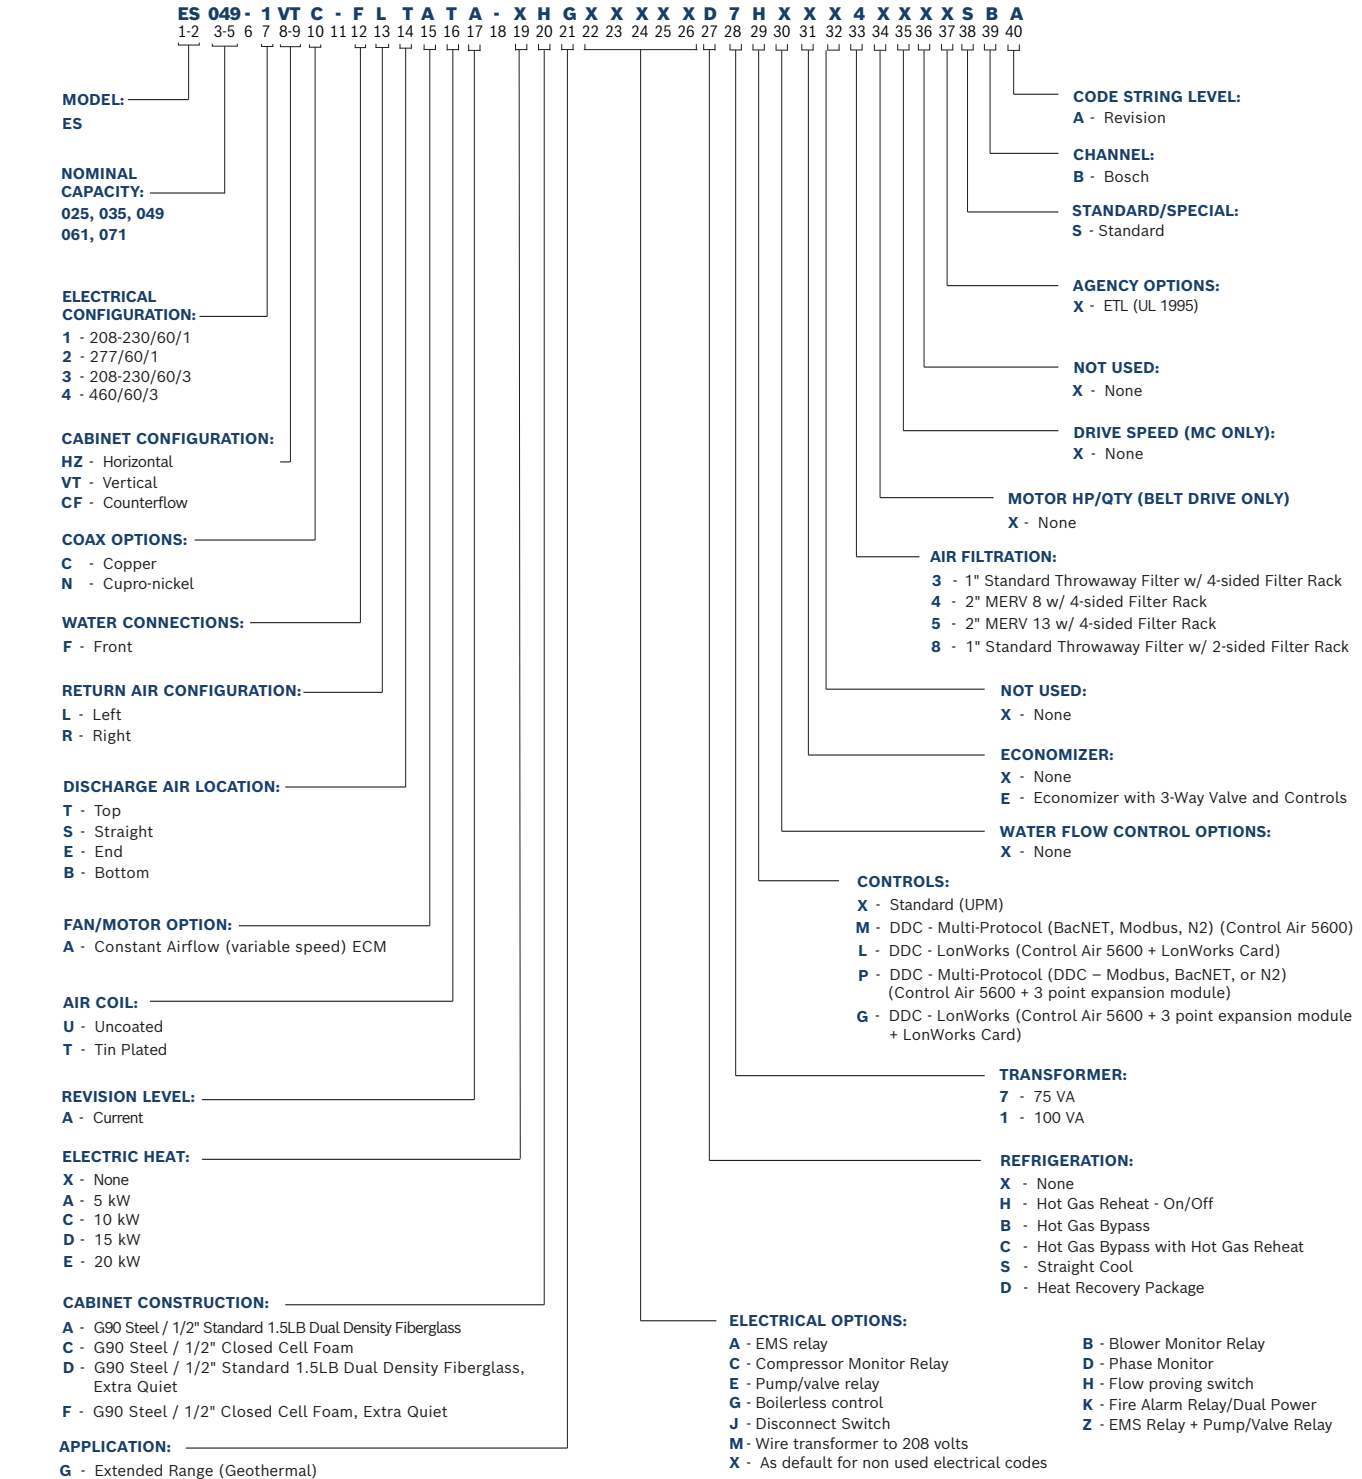 ES 049 - 1 VT C - F L T A T A - X H G X X X X X D 7 H X X X 4 X X X X S B A
1-2 3-5 6 7 8-9 10 11 12 13 14 15 16 17 18 19 20 21 22 23 24 25 26 27 28 29 30 31 32 33 34 35 36 37 38 39 40
MODEL:
ES
NOMINAL
CAPACITY:
025, 035, 049
061, 071
ELECTRICAL
CONFIGURATION:
1 - 208-230/60/1
2 - 277/60/1
3 - 208-230/60/3
4 - 460/60/3
CABINET CONFIGURATION:
HZ - Horizontal
VT - Vertical
CF - Counterflow
COAX OPTIONS:
C - Copper
N - Cupro-nickel
WATER CONNECTIONS:
F - Front
RETURN AIR CONFIGURATION:
L - Left
R - Right
DISCHARGE AIR LOCATION:
T - Top
S - Straight
E - End
B - Bottom
FAN/MOTOR OPTION:
A - Constant Airflow (variable speed) ECM
AIR COIL:
U - Uncoated
T - Tin Plated
REVISION LEVEL:
A - Current
ELECTRIC HEAT:
X - None
A - 5 kW
C - 10 kW
D - 15 kW
E - 20 kW
CABINET CONSTRUCTION:
A - G90 Steel / 1/2" Standard 1.5LB Dual Density Fiberglass
C - G90 Steel / 1/2" Closed Cell Foam
D - G90 Steel / 1/2" Standard 1.5LB Dual Density Fiberglass,
Extra Quiet
F - G90 Steel / 1/2" Closed Cell Foam, Extra Quiet
APPLICATION:
G - Extended Range (Geothermal)
CODE STRING LEVEL:
A - Revision
CHANNEL:
B - Bosch
STANDARD/SPECIAL:
S - Standard
AGENCY OPTIONS:
X - ETL (UL 1995)
NOT USED:
X - None
DRIVE SPEED (MC ONLY):
X - None
MOTOR HP/QTY (BELT DRIVE ONLY)
X - None
AIR FILTRATION:
3 - 1" Standard Throwaway Filter w/ 4-sided Filter Rack
4 - 2" MERV 8 w/ 4-sided Filter Rack
5 - 2" MERV 13 w/ 4-sided Filter Rack
8 - 1" Standard Throwaway Filter w/ 2-sided Filter Rack
NOT USED:
X - None
ECONOMIZER:
X - None
E - Economizer with 3-Way Valve and Controls
WATER FLOW CONTROL OPTIONS:
X - None
CONTROLS:
X - Standard (UPM)
M - DDC - Multi-Protocol (BacNET, Modbus, N2) (Control Air 5600)
L - DDC - LonWorks (Control Air 5600 + LonWorks Card)
P - DDC - Multi-Protocol (DDC – Modbus, BacNET, or N2)
(Control Air 5600 + 3 point expansion module)
G - DDC - LonWorks (Control Air 5600 + 3 point expansion module
+ LonWorks Card)
TRANSFORMER:
7 - 75 VA
1 - 100 VA
REFRIGERATION:
X - None
H - Hot Gas Reheat - On/Off
B - Hot Gas Bypass
C - Hot Gas Bypass with Hot Gas Reheat
S - Straight Cool
D - Heat Recovery Package
ELECTRICAL OPTIONS:
A - EMS relay
C - Compressor Monitor Relay
E - Pump/valve relay
G - Boilerless control
J - Disconnect Switch
M - Wire transformer to 208 volts
X - As default for non used electrical codes
B - Blower Monitor Relay
D - Phase Monitor
H - Flow proving switch
K - Fire Alarm Relay/Dual Power
Z - EMS Relay + Pump/Valve Relay